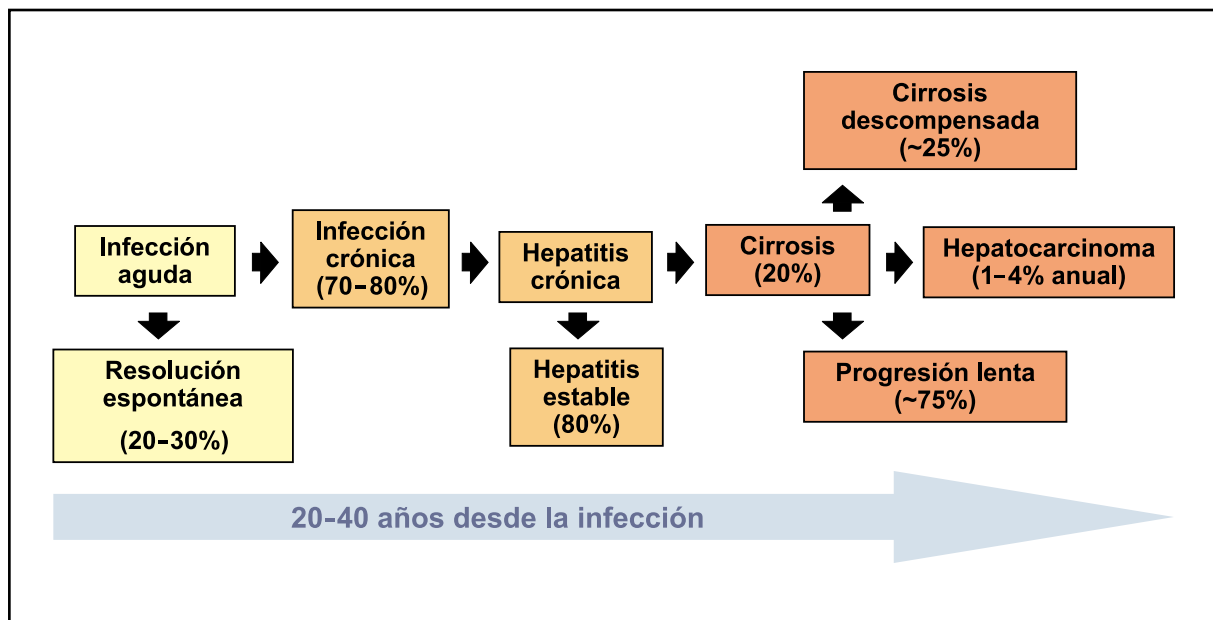 Infección
aguda
Resolución
espontánea
(20–30%)
Infección
crónica
(70–80%)
Hepatitis
crónica
Hepatitis
estable
(80%)
Cirrosis
(20%)
Cirrosis
descompensada
(~25%)
Hepatocarcinoma
(1–4% anual)
Progresión lenta
(~75%)
20–40 años desde la infección